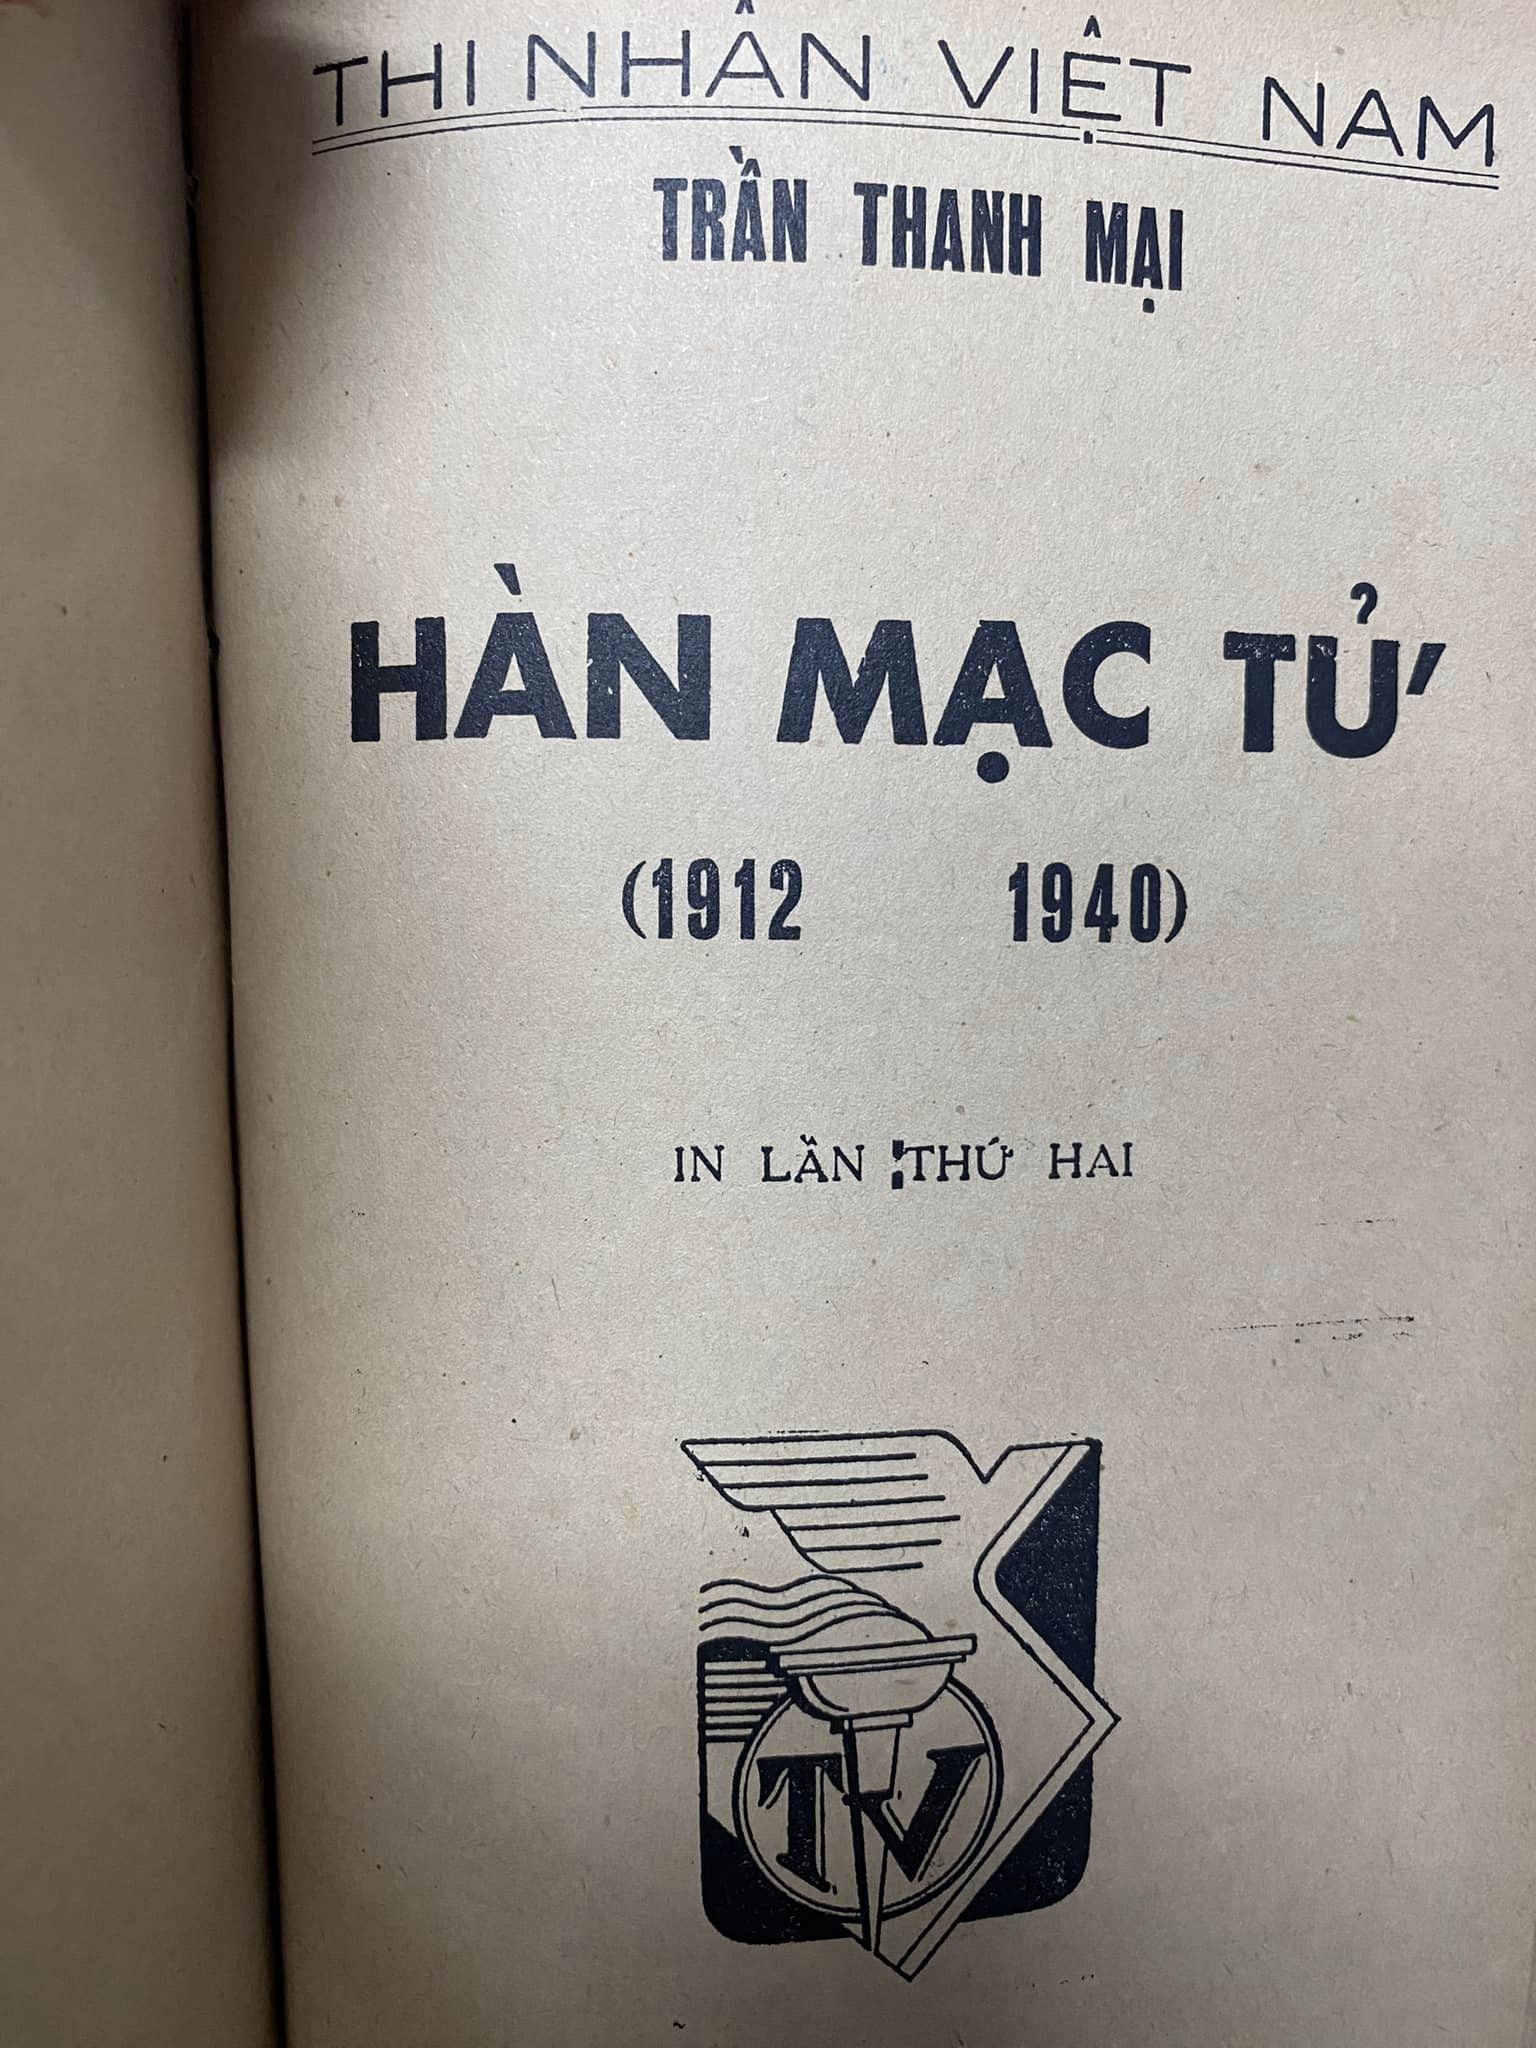 THI NHÂN VIỆT NAM
TRẦN THANH MẠI
HÀN MẠC TỬ
(1912 1940)
IN LẦN THỨ HAI
TV